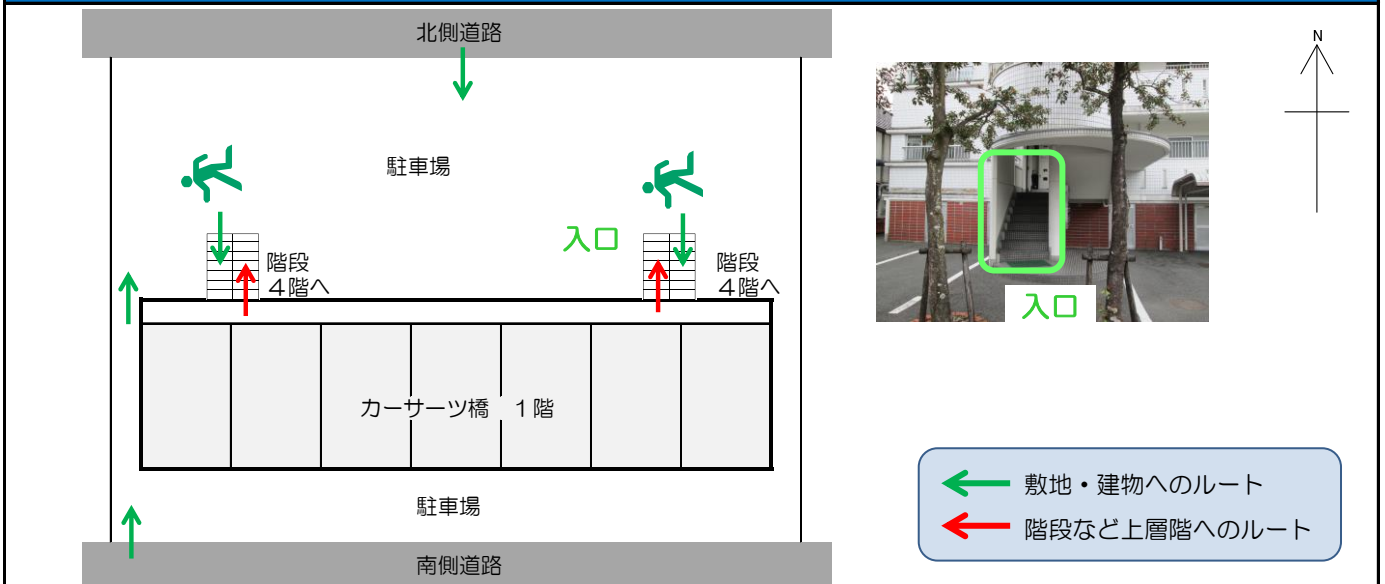 北側道路
N
駐車場
入口
階段
4階へ
階段
4階へ
入口
カーサーツ橋 1階
敷地・建物へのルート
駐車場
階段など上層階へのルート
南側道路